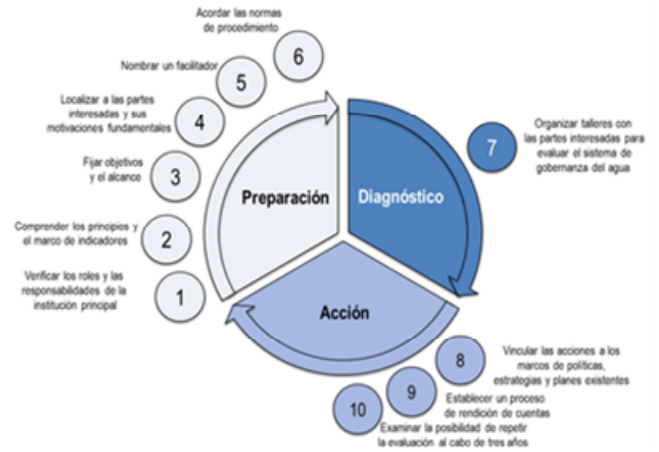 Acordar las normas
de procedimiento
6
Nombrar un facilitador
5
Localizar a las partes
interesadas y sus
motivaciones fundamentales
4
Fijar objetivos
y el alcance
3
Comprender los principios y
el marco de indicadores
2
Verificar los roles y las
responsabilidades de la
institución principal
1
Preparación
Diagnóstico
Acción
7
Organizar talleres con
las partes interesadas para
evaluar el sistema de
gobernanza del agua
8
Vincular las acciones a los
marcos de políticas,
estrategias y planes existentes
9
Establecer un proceso
de rendición de cuentas
10
Examinar la posibilidad de repetir
la evaluación al cabo de tres años